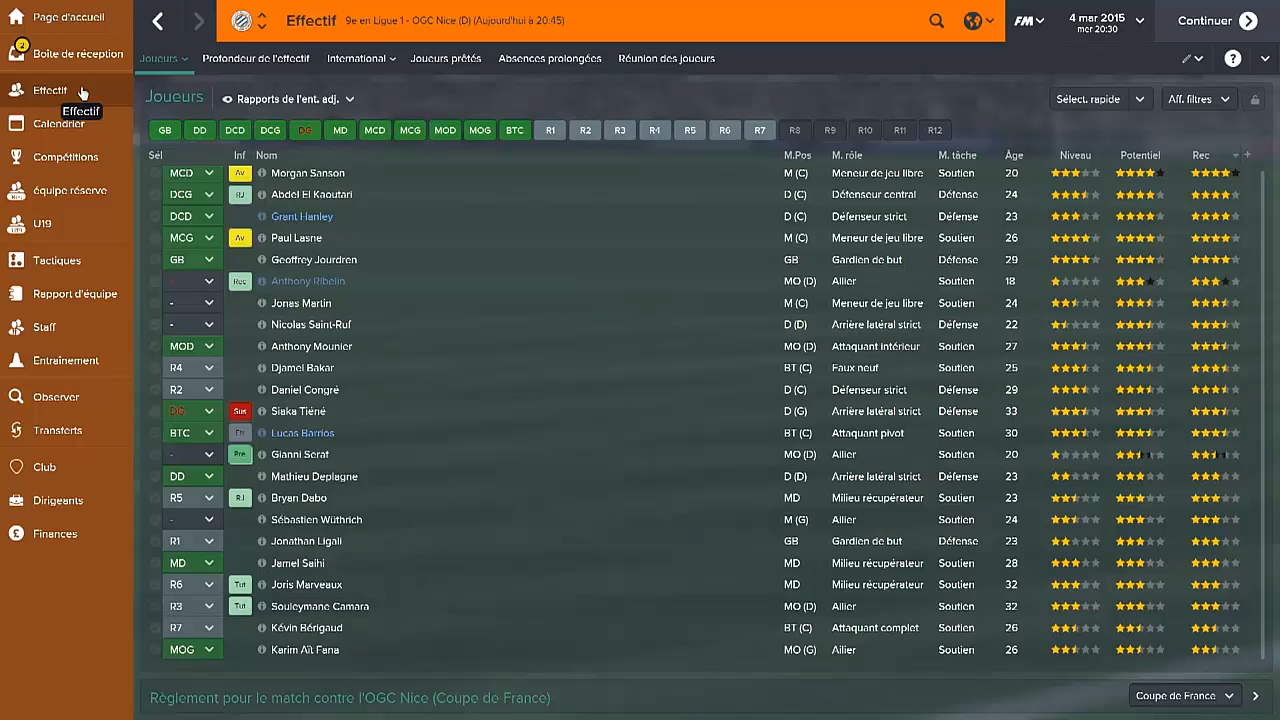 Page d'accueil
2
Boite de réception
Effectif
Effectif
Calendrier
Compétitions
équipe réserve
U19
Tactiques
Rapport d'équipe
Staff
Entraînement
Observer
Transferts
Club
Dirigeants
Finances
Effectif 9e en Ligue 1 - OGC Nice (D) (Aujourd'hui à 20:45)
FM 4 mar 2015 Continuer
mer 20:30
Joueurs Profondeur de l'effectif International Joueurs prêtés Absences prolongées Réunion des joueurs ?
Joueurs Rapports de l'ent. adj. Sélect. rapide Aff. filtres
GB DD DCD DCG DG MD MCD MCG MOD MOG BTC R1 R2 R3 R4 R5 R6 R7 R8 R9 R10 R11 R12
Sél Inf Nom M.Pos M. rôle M. tâche Âge Niveau Potentiel Rec +
MCD Av Morgan Sanson M (C) Meneur de jeu libre Soutien 20
DCG RJ Abdel El Kaoutari D (C) Défenseur central Défense 24
DCD Grant Hanley D (C) Défenseur strict Défense 23
MCG Av Paul Lasne M (C) Meneur de jeu libre Soutien 26
GB Geoffrey Jourdren GB Gardien de but Défense 29
Rec Anthony Ribelin MO (D) Ailier Soutien 18
- Jonas Martin M (C) Meneur de jeu libre Soutien 24
- Nicolas Saint-Ruf D (D) Arrière latéral strict Défense 22
MOD Anthony Mounier MO (D) Attaquant intérieur Soutien 27
R4 Djamel Bakar BT (C) Faux neuf Soutien 25
R2 Daniel Congré D (C) Défenseur strict Défense 29
DG Sus Siaka Tiéné D (G) Arrière latéral strict Défense 33
BTC Etr Lucas Barrios BT (C) Attaquant pivot Soutien 30
- Pre Gianni Seraf MO (D) Ailier Soutien 20
DD Mathieu Deplagne D (D) Arrière latéral strict Défense 23
R5 RJ Bryan Dabo MD Milieu récupérateur Soutien 23
- Sébastien Wüthrich M (G) Ailier Soutien 24
R1 Jonathan Ligali GB Gardien de but Défense 23
MD Jamel Saihi MD Milieu récupérateur Soutien 28
R6 Tut Joris Marveaux MD Milieu récupérateur Soutien 32
R3 Tut Souleymane Camara MO (D) Ailier Soutien 32
R7 Kévin Bérigaud BT (C) Attaquant complet Soutien 26
MOG Karim Aït Fana MO (G) Ailier Soutien 26
Règlement pour le match contre l'OGC Nice (Coupe de France) Coupe de France